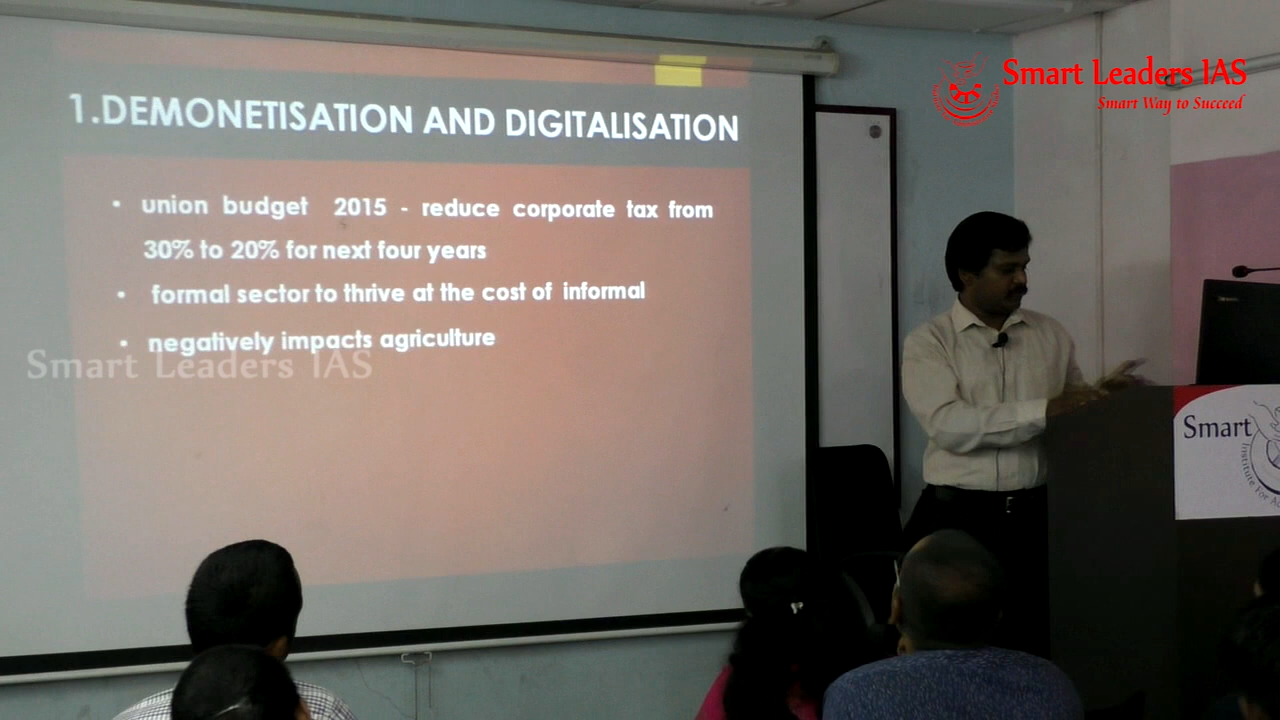 1.DEMONETISATION AND DIGITALISATION
• union budget 2015 - reduce corporate tax from
30% to 20% for next four years
• formal sector to thrive at the cost of informal
• negatively impacts agriculture
Smart Leaders IAS
Smart Leaders IAS
Smart Way to Succeed
Smart
Institute For